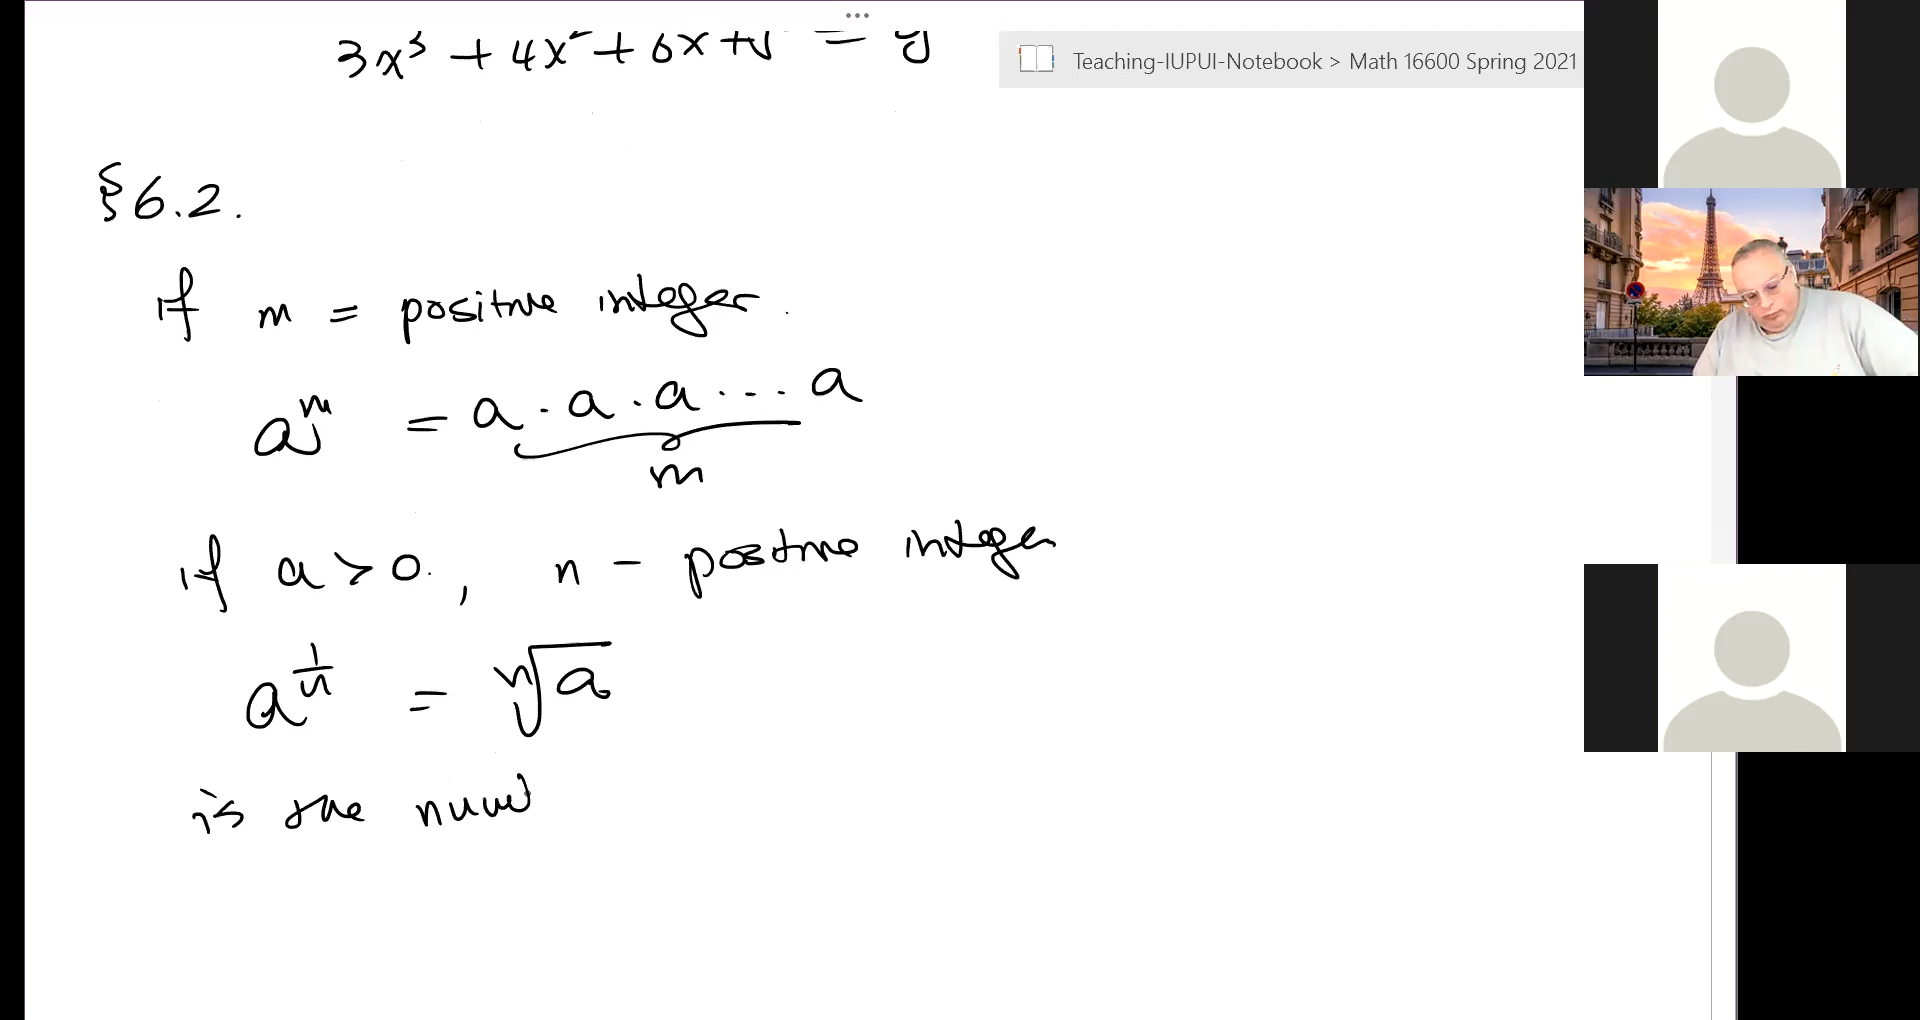 3x³ + 4x² + 6x + = y
Teaching-IUPUI-Notebook > Math 16600 Spring 2021
§6.2.
If m = positive integer.
aᵐ = a · a · a · · · a
m
if a > 0, n - positive integer
a^(1/n) = ⁿ√a
is the num